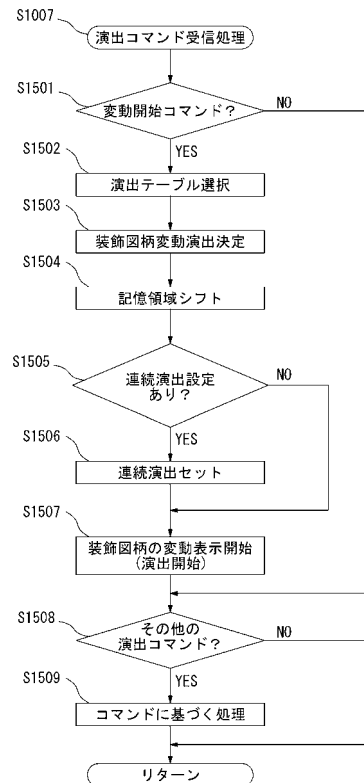 S1007
演出コマンド受信処理
S1501
変動開始コマンド？
NO
YES
S1502
演出テーブル選択
S1503
装飾図柄変動演出決定
S1504
記憶領域シフト
S1505
連続演出設定
あり？
NO
YES
S1506
連続演出セット
S1507
装飾図柄の変動表示開始
(演出開始)
S1508
その他の
演出コマンド？
NO
YES
S1509
コマンドに基づく処理
リターン